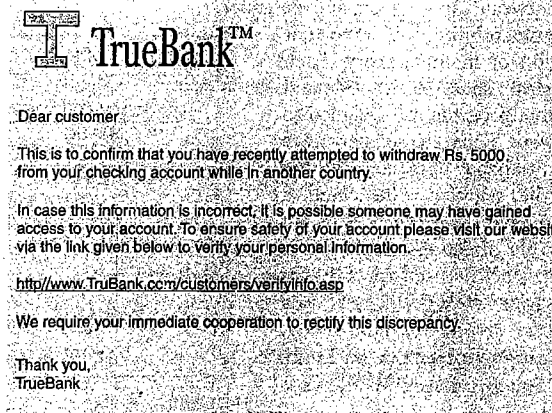 TrueBank™
Dear customer
This is to confirm that you have recently attempted to withdraw Rs. 5000.
from your checking account while in another country.
In case this information is incorrect, it is possible someone may have gained
access to your account. To ensure safety of your account please visit our websit
via the link given below to verify your personal information.
http//www.TruBank.com/customers/verifyinfo.asp
We require your immediate cooperation to rectify this discrepancy.
Thank you,
TrueBank